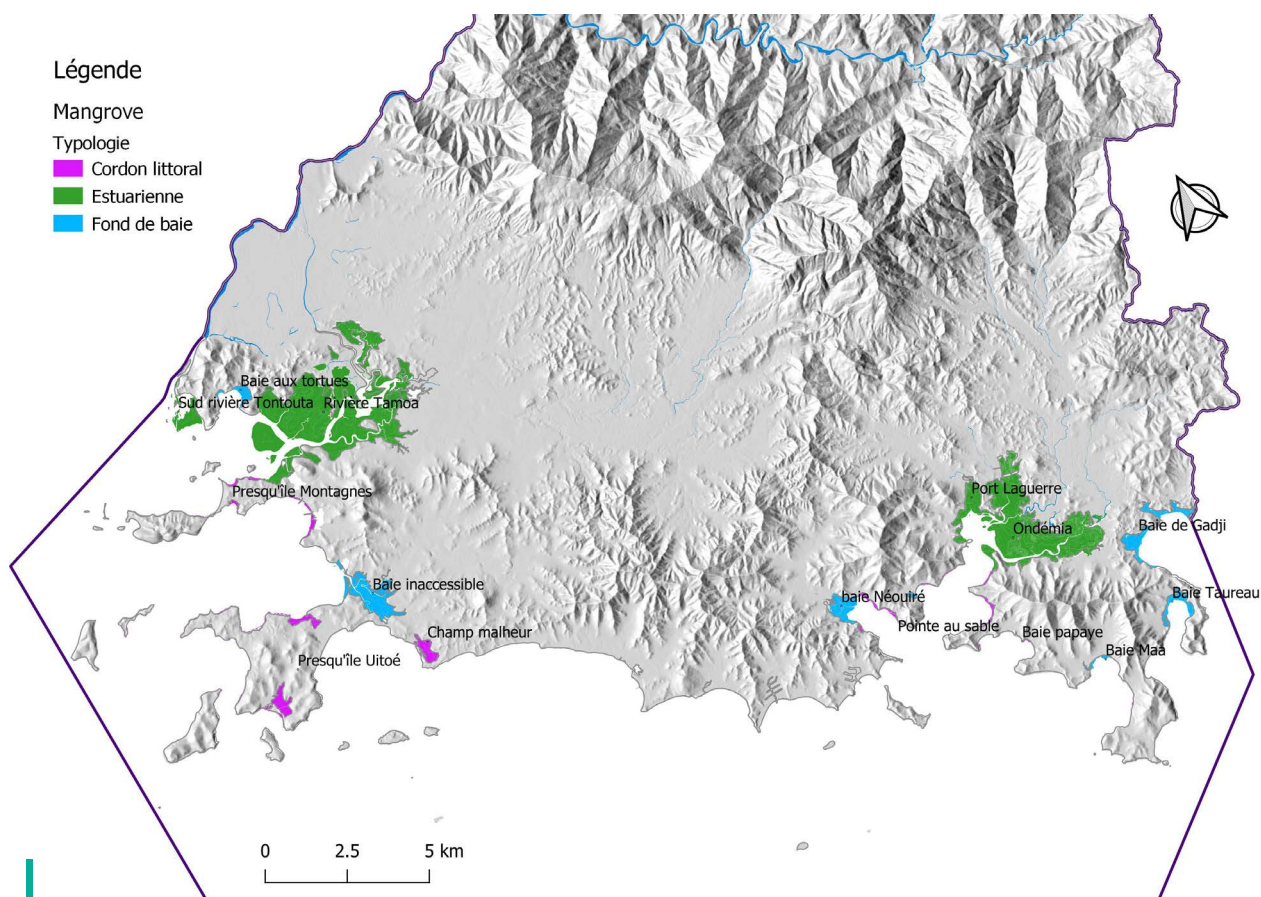 Légende
Mangrove
Typologie
Cordon littoral
Estuarienne
Fond de baie
Baie aux tortues
Sud rivière Tontouta
Rivière Tamoa
Presqu'île Montagnes
Port Laguerre
Ondémia
Baie de Gadji
Baie inaccessible
baie Néouiré
Baie Taureau
Pointe au sable
Champ malheur
Baie papaye
Baie Maa
Presqu'île Uitoé
0 2.5 5 km